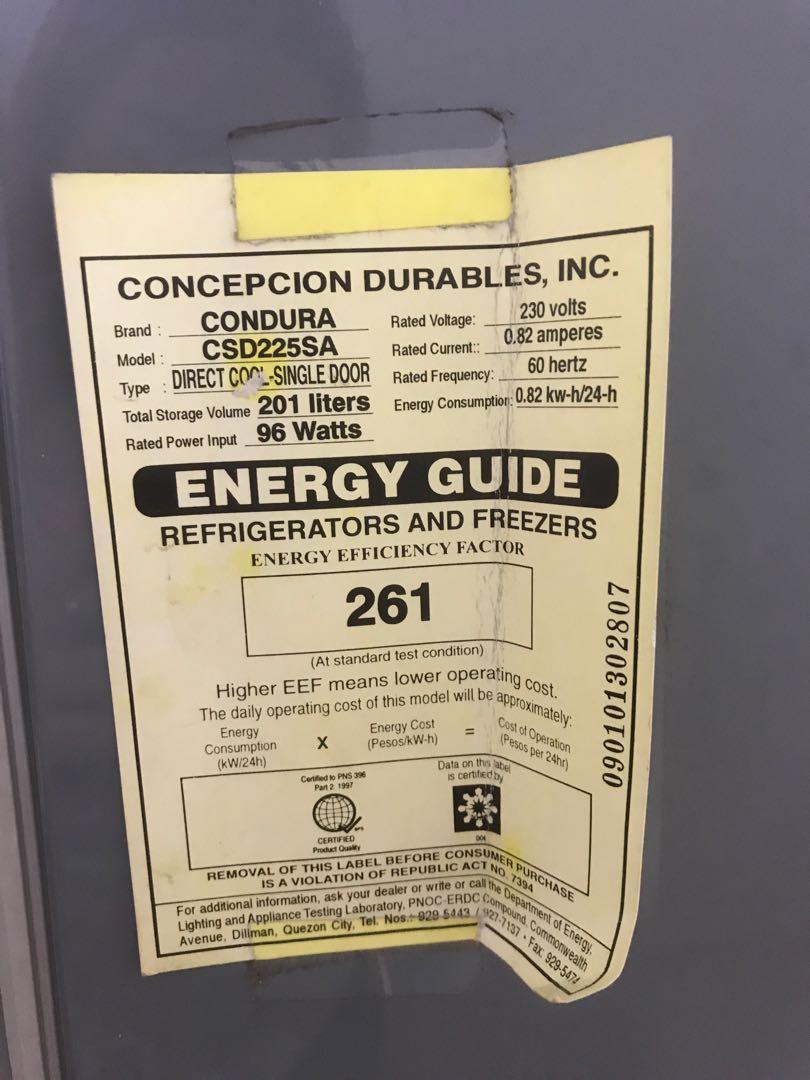 CONCEPCION DURABLES, INC.
Brand : CONDURA
Model : CSD225SA
Type : DIRECT COOL-SINGLE DOOR
Total Storage Volume 201 liters
Rated Power Input 96 Watts
Rated Voltage: 230 volts
Rated Current:: 0.82 amperes
Rated Frequency: 60 hertz
Energy Consumption: 0.82 kw-h/24-h
ENERGY GUIDE
REFRIGERATORS AND FREEZERS
ENERGY EFFICIENCY FACTOR
261
(At standard test condition)
Higher EEF means lower operating cost.
The daily operating cost of this model will be approximately:
Energy Consumption (kW/24h) X Energy Cost (Pesos/kW-h) = Cost of Operation (Pesos per 24hr)
Certified to PNS 396
Part 2: 1997
CERTIFIED
Product Quality
Data on this label
is certified by
REMOVAL OF THIS LABEL BEFORE CONSUMER PURCHASE
IS A VIOLATION OF REPUBLIC ACT NO. 7394
For additional information, ask your dealer or write or call the Department of Energy,
Lighting and Appliance Testing Laboratory, PNOC-ERDC Compound, Commonwealth
Avenue, Diliman, Quezon City, Tel. Nos.: 929-5443 / 927-7137 • Fax: 929-5474
090101302807